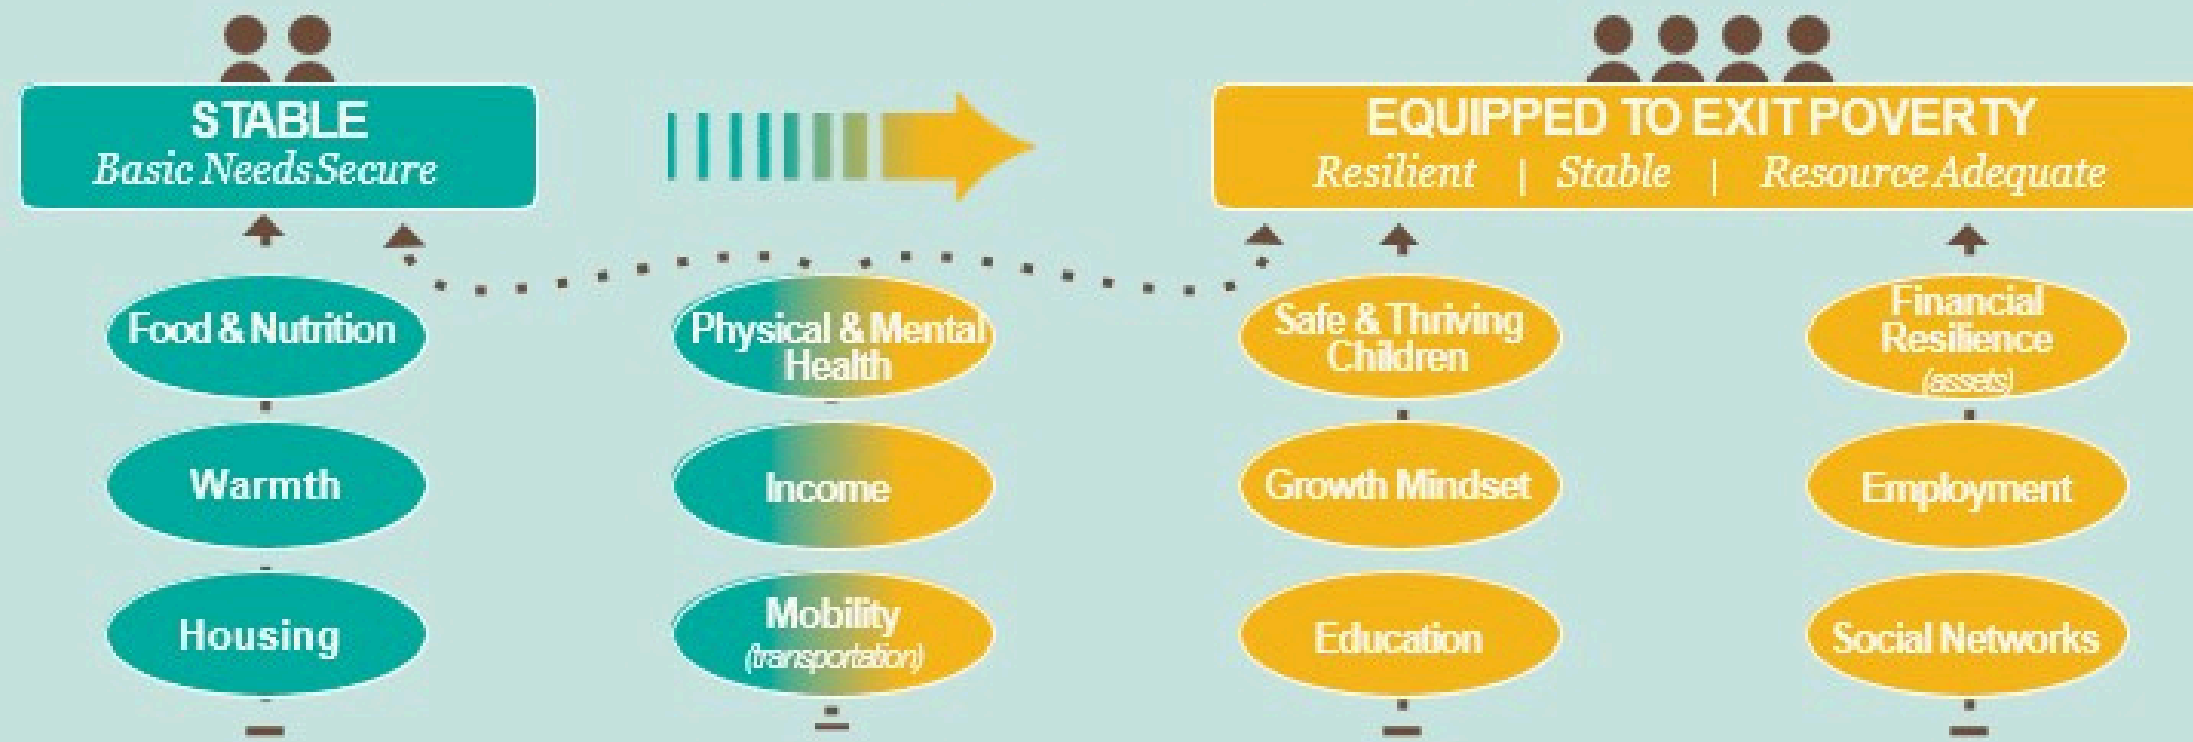 STABLE
Basic Needs Secure
EQUIPPED TO EXIT POVERTY
Resilient | Stable | Resource Adequate
Food & Nutrition
Warmth
Housing
Physical & Mental
Health
Income
Mobility
(transportation)
Safe & Thriving
Children
Growth Mindset
Education
Financial
Resilience
(assets)
Employment
Social Networks